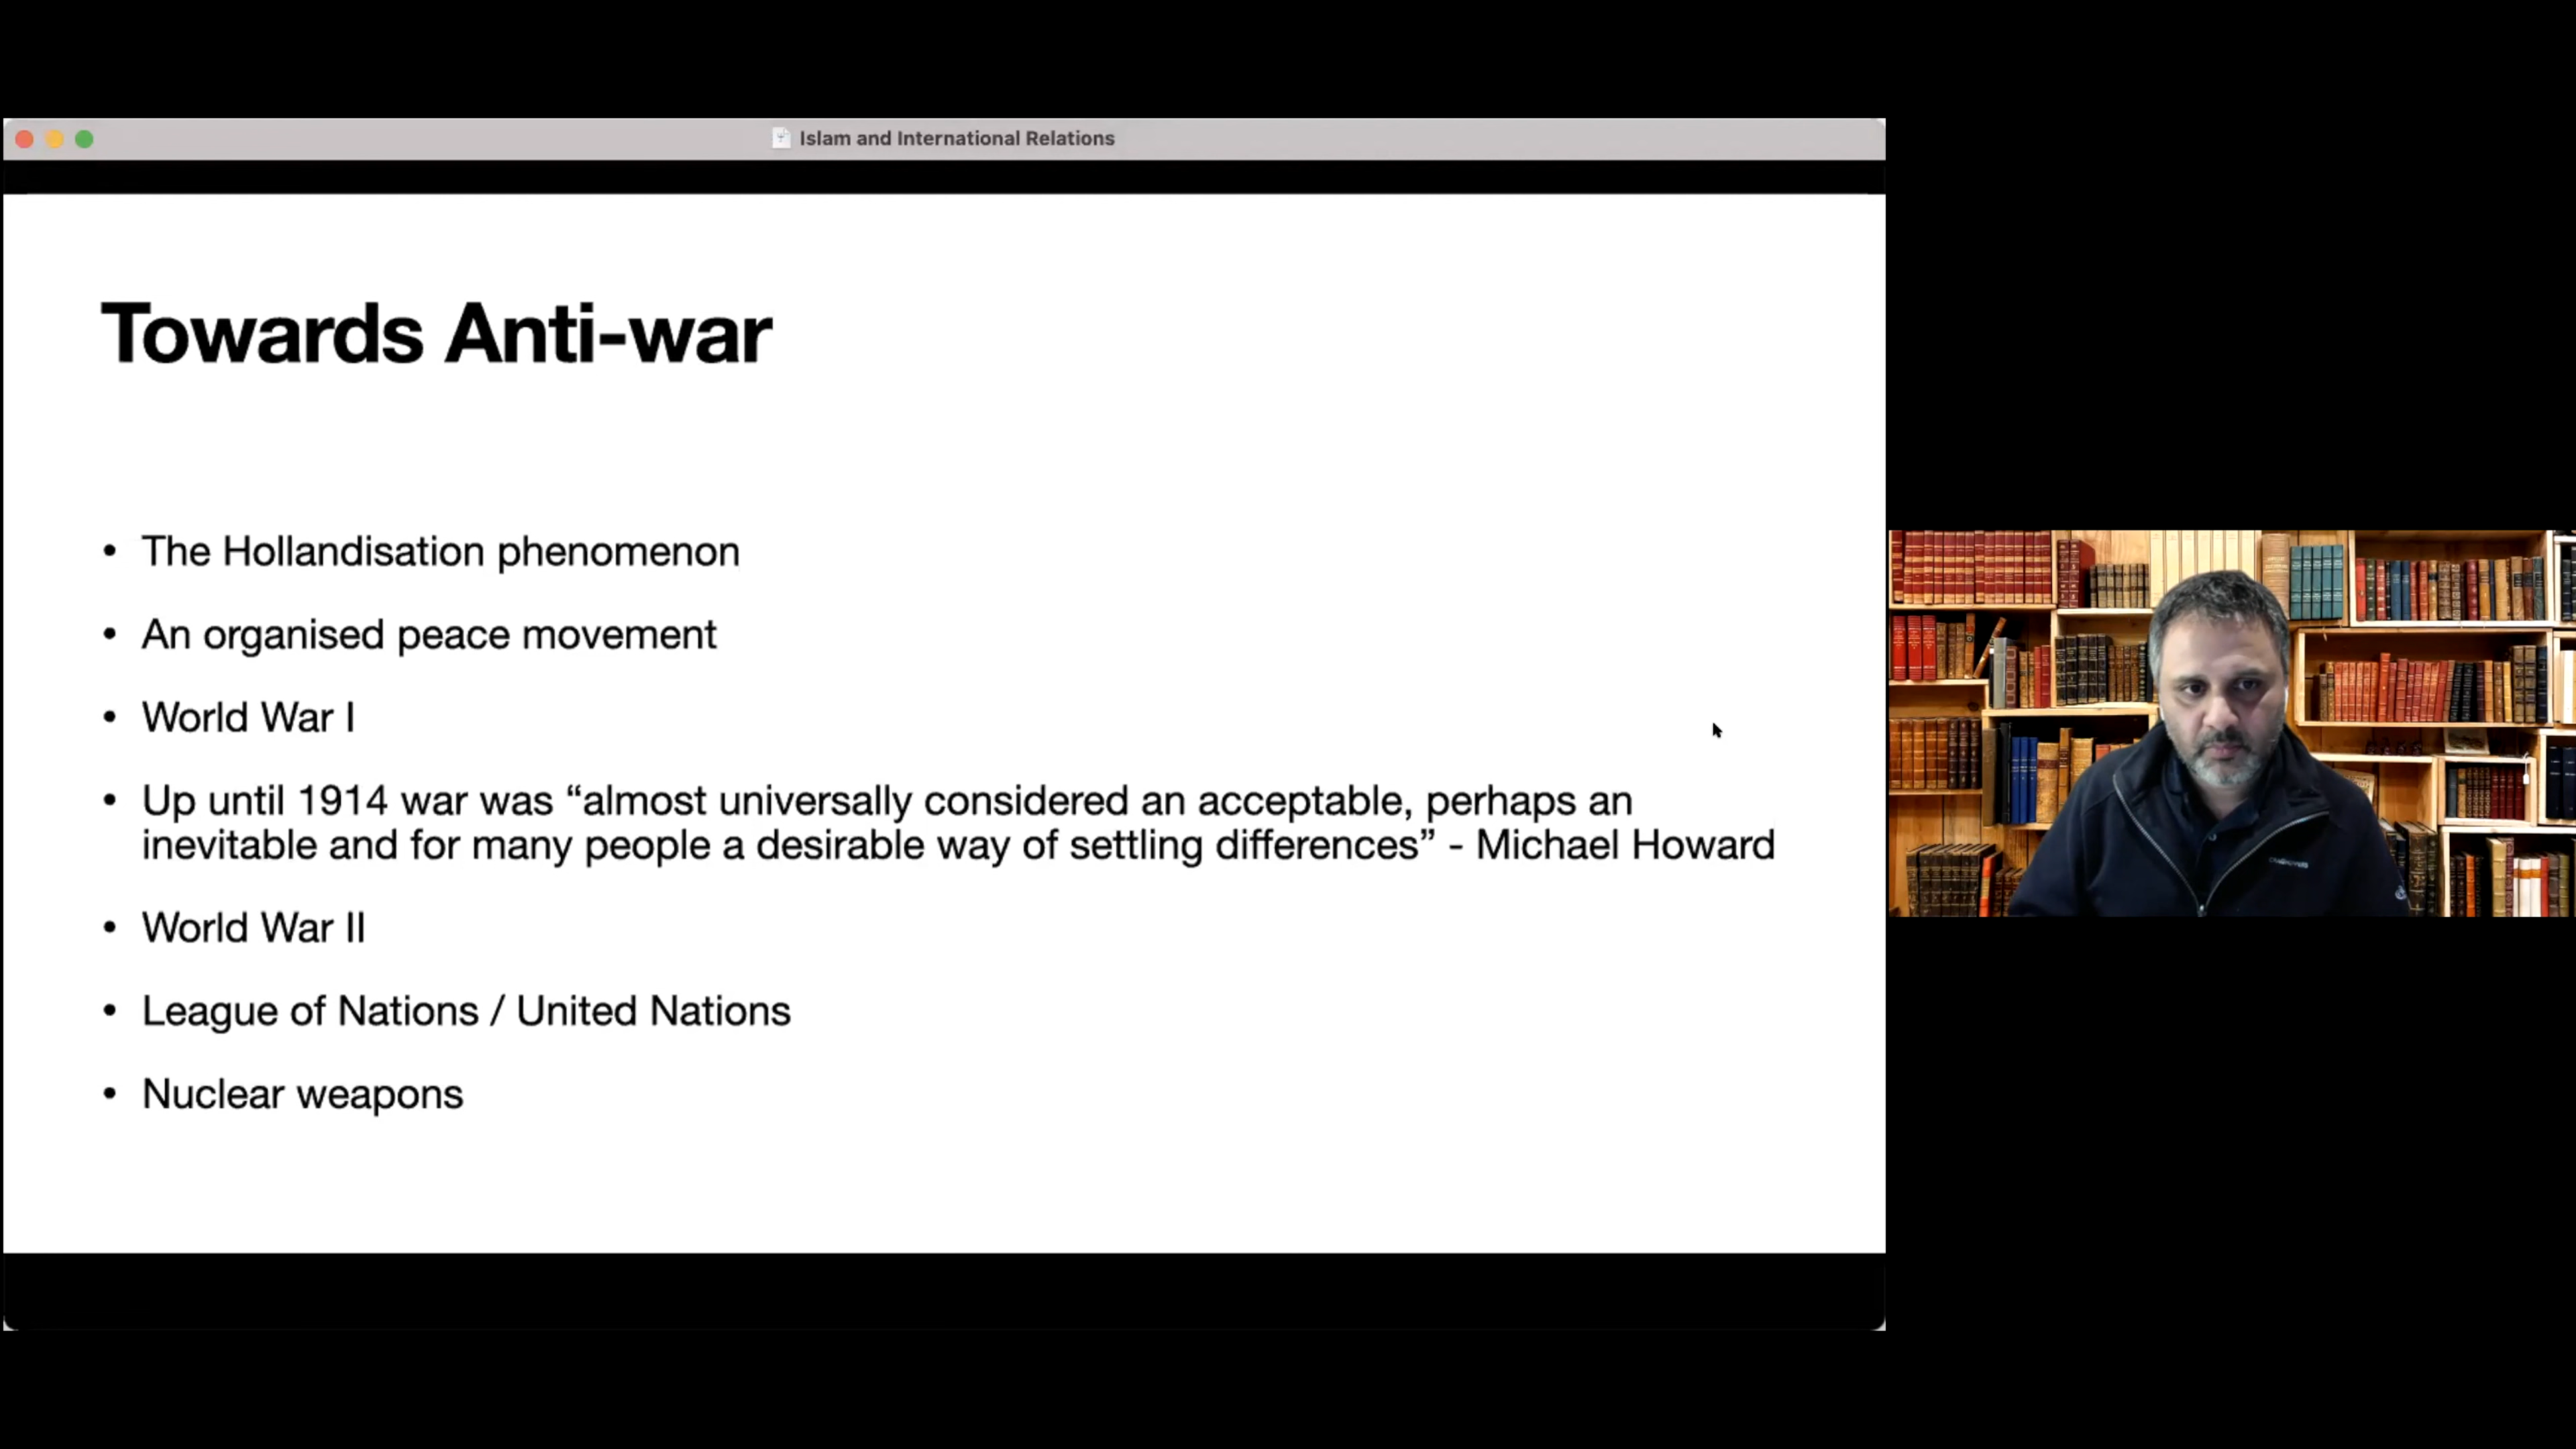 Islam and International Relations
Towards Anti-war
• The Hollandisation phenomenon
• An organised peace movement
• World War I
• Up until 1914 war was “almost universally considered an acceptable, perhaps an
inevitable and for many people a desirable way of settling differences” - Michael Howard
• World War II
• League of Nations / United Nations
• Nuclear weapons